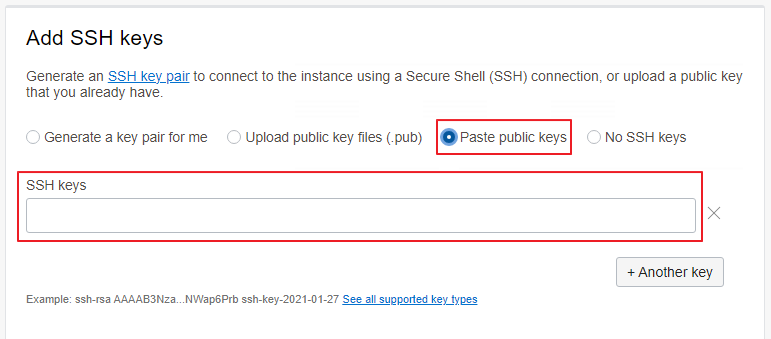 Add SSH keys
Generate an SSH key pair to connect to the instance using a Secure Shell (SSH) connection, or upload a public key
that you already have.
Generate a key pair for me Upload public key files (.pub) Paste public keys No SSH keys
SSH keys
+ Another key
Example: ssh-rsa AAAAB3Nza...NWap6Prb ssh-key-2021-01-27 See all supported key types